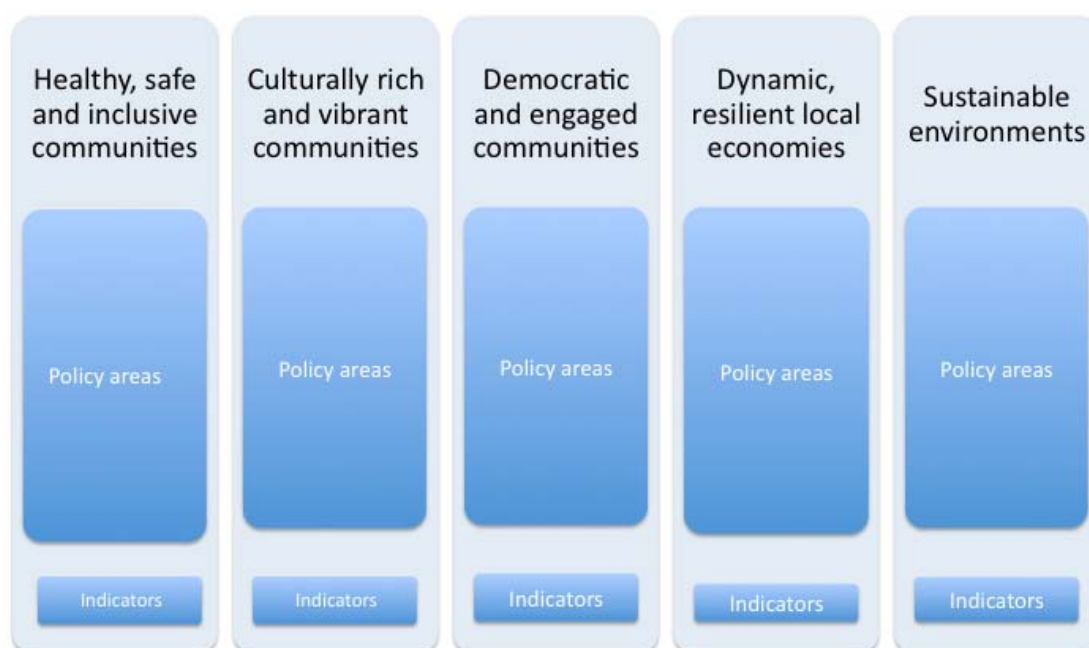 Healthy, safe
and inclusive
communities
Policy areas
Indicators
Culturally rich
and vibrant
communities
Policy areas
Indicators
Democratic
and engaged
communities
Policy areas
Indicators
Dynamic,
resilient local
economies
Policy areas
Indicators
Sustainable
environments
Policy areas
Indicators